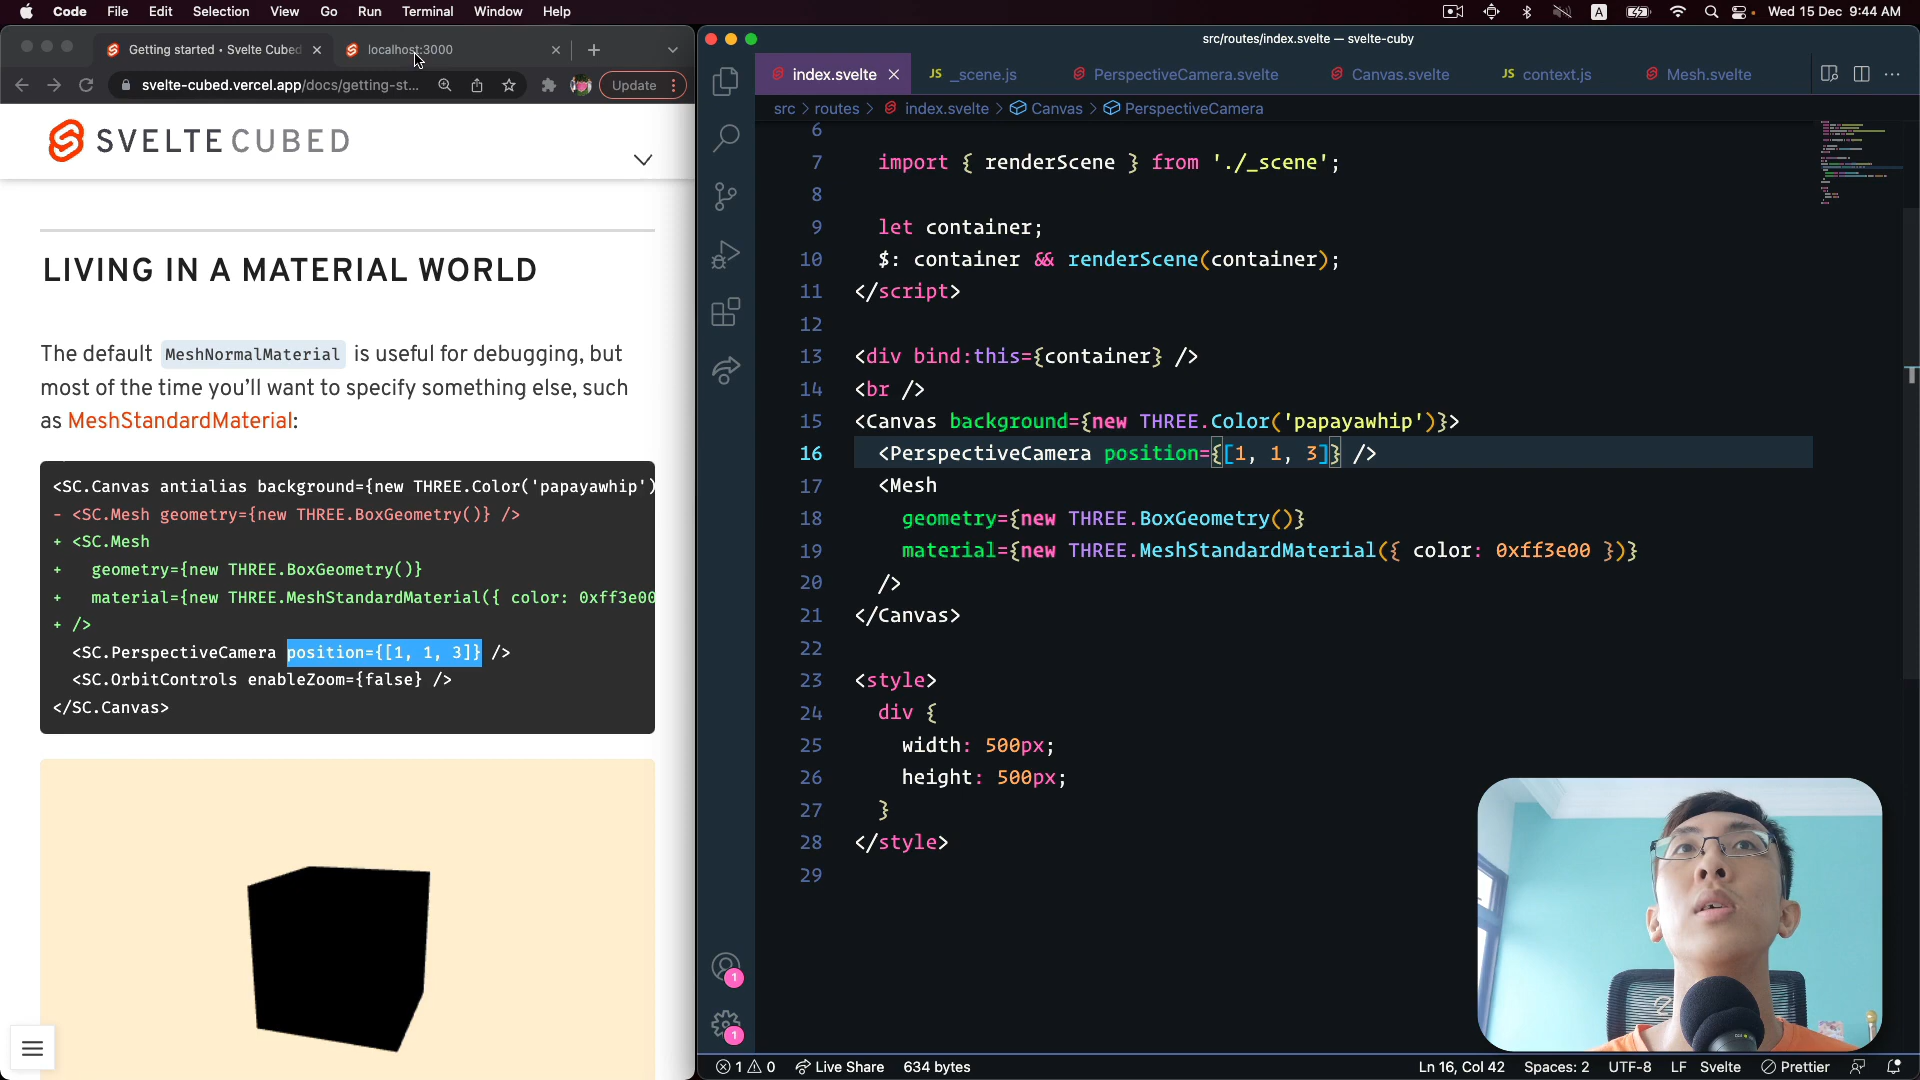 Code File Edit Selection View Go Run Terminal Window Help
A Wed 15 Dec 9:44 AM
Getting started • Svelte Cubed
localhost:3000
svelte-cubed.vercel.app/docs/getting-st...
Update
SVELTE CUBED
LIVING IN A MATERIAL WORLD
The default MeshNormalMaterial is useful for debugging, but
most of the time you'll want to specify something else, such
as MeshStandardMaterial:
<SC.Canvas antialias background={new THREE.Color('papayawhip')
- <SC.Mesh geometry={new THREE.BoxGeometry()} />
+ <SC.Mesh
+   geometry={new THREE.BoxGeometry()}
+   material={new THREE.MeshStandardMaterial({ color: 0xff3e00
+ />
  <SC.PerspectiveCamera position={[1, 1, 3]} />
  <SC.OrbitControls enableZoom={false} />
</SC.Canvas>
src/routes/index.svelte — svelte-cuby
index.svelte
JS _scene.js
PerspectiveCamera.svelte
Canvas.svelte
JS context.js
Mesh.svelte
src > routes > index.svelte > Canvas > PerspectiveCamera
6
7 import { renderScene } from './_scene';
8
9 let container;
10 $: container && renderScene(container);
11 </script>
12
13 <div bind:this={container} />
14 <br />
15 <Canvas background={new THREE.Color('papayawhip')}>
16 <PerspectiveCamera position={[1, 1, 3]} />
17 <Mesh
18 geometry={new THREE.BoxGeometry()}
19 material={new THREE.MeshStandardMaterial({ color: 0xff3e00 })}
20 />
21 </Canvas>
22
23 <style>
24 div {
25 width: 500px;
26 height: 500px;
27 }
28 </style>
29
1
1
1 0 Live Share 634 bytes
Ln 16, Col 42 Spaces: 2 UTF-8 LF Svelte Prettier